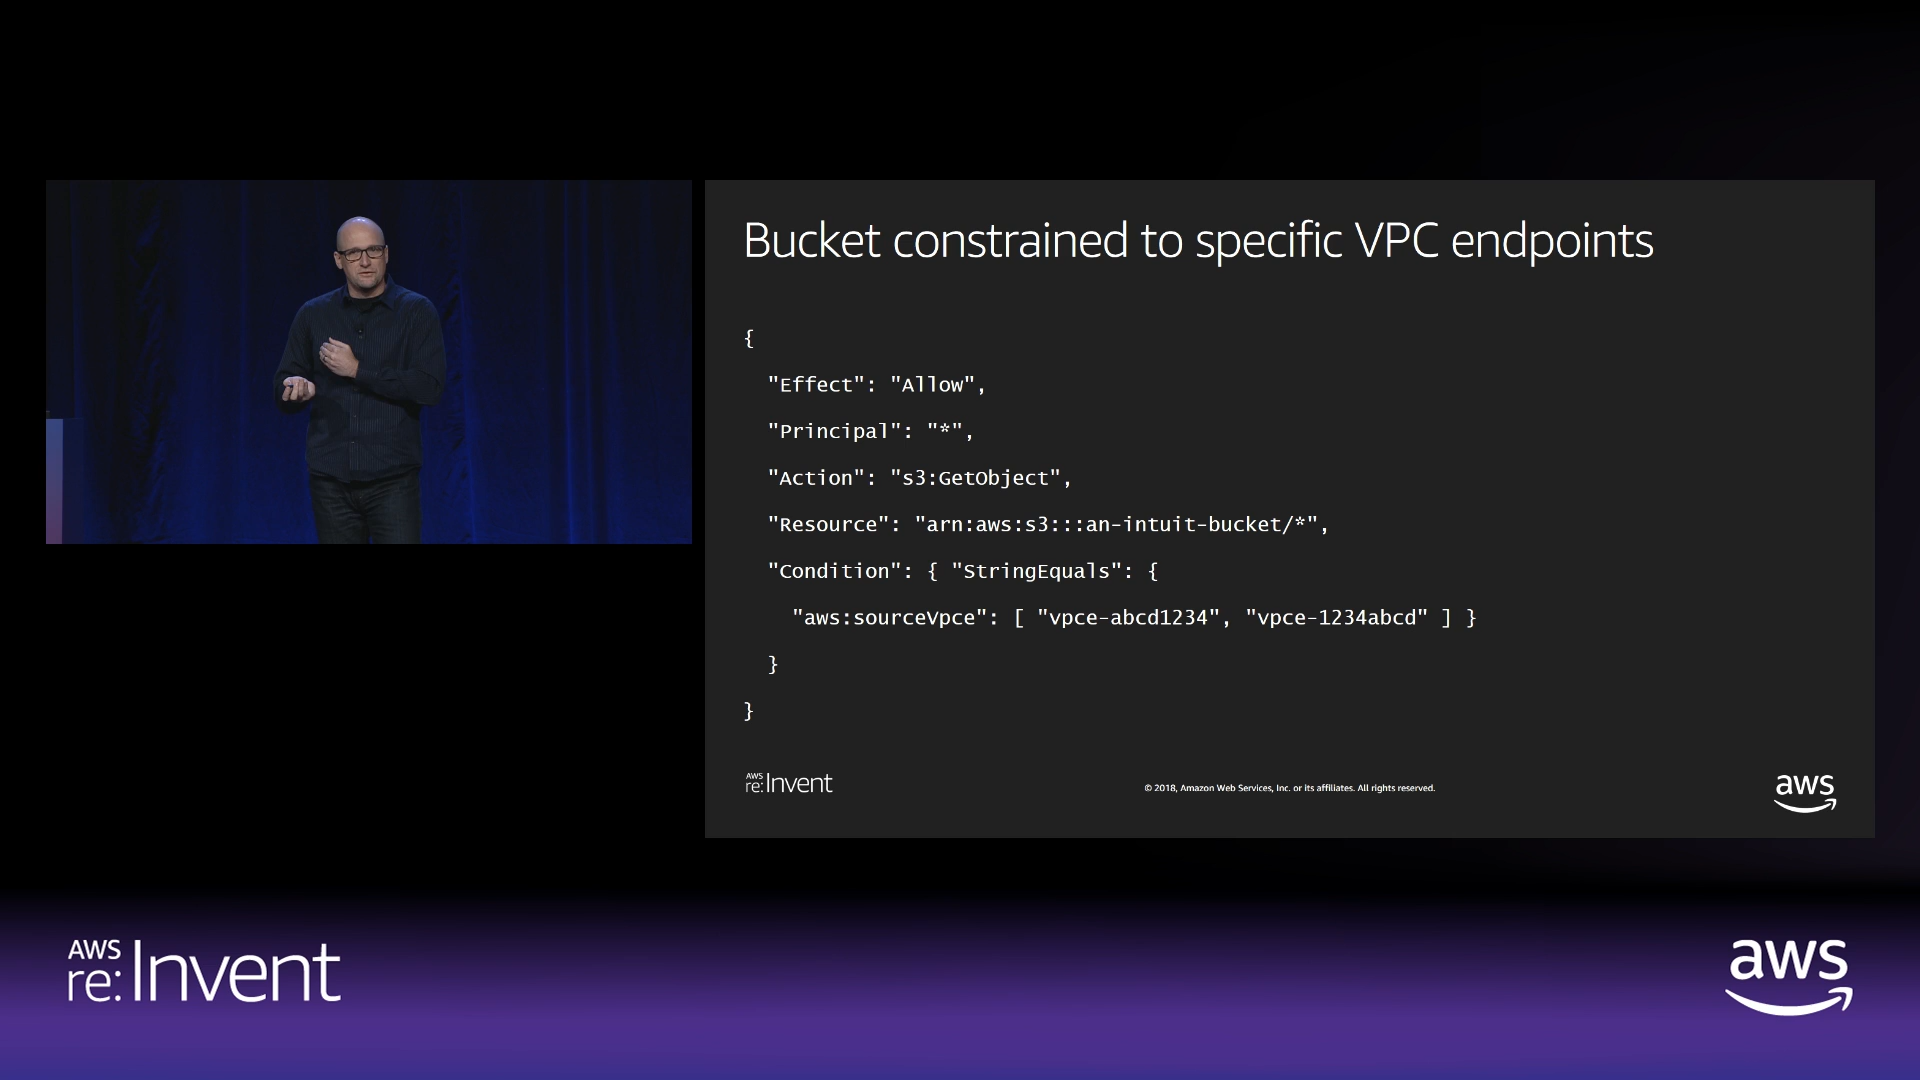 Bucket constrained to specific VPC endpoints
{
"Effect": "Allow",
"Principal": "*",
"Action": "s3:GetObject",
"Resource": "arn:aws:s3:::an-intuit-bucket/*",
"Condition": { "StringEquals": {
"aws:sourceVpce": [ "vpce-abcd1234", "vpce-1234abcd" ] }
}
}
AWS
re:Invent
© 2018, Amazon Web Services, Inc. or its affiliates. All rights reserved.
aws
AWS
re:Invent
aws